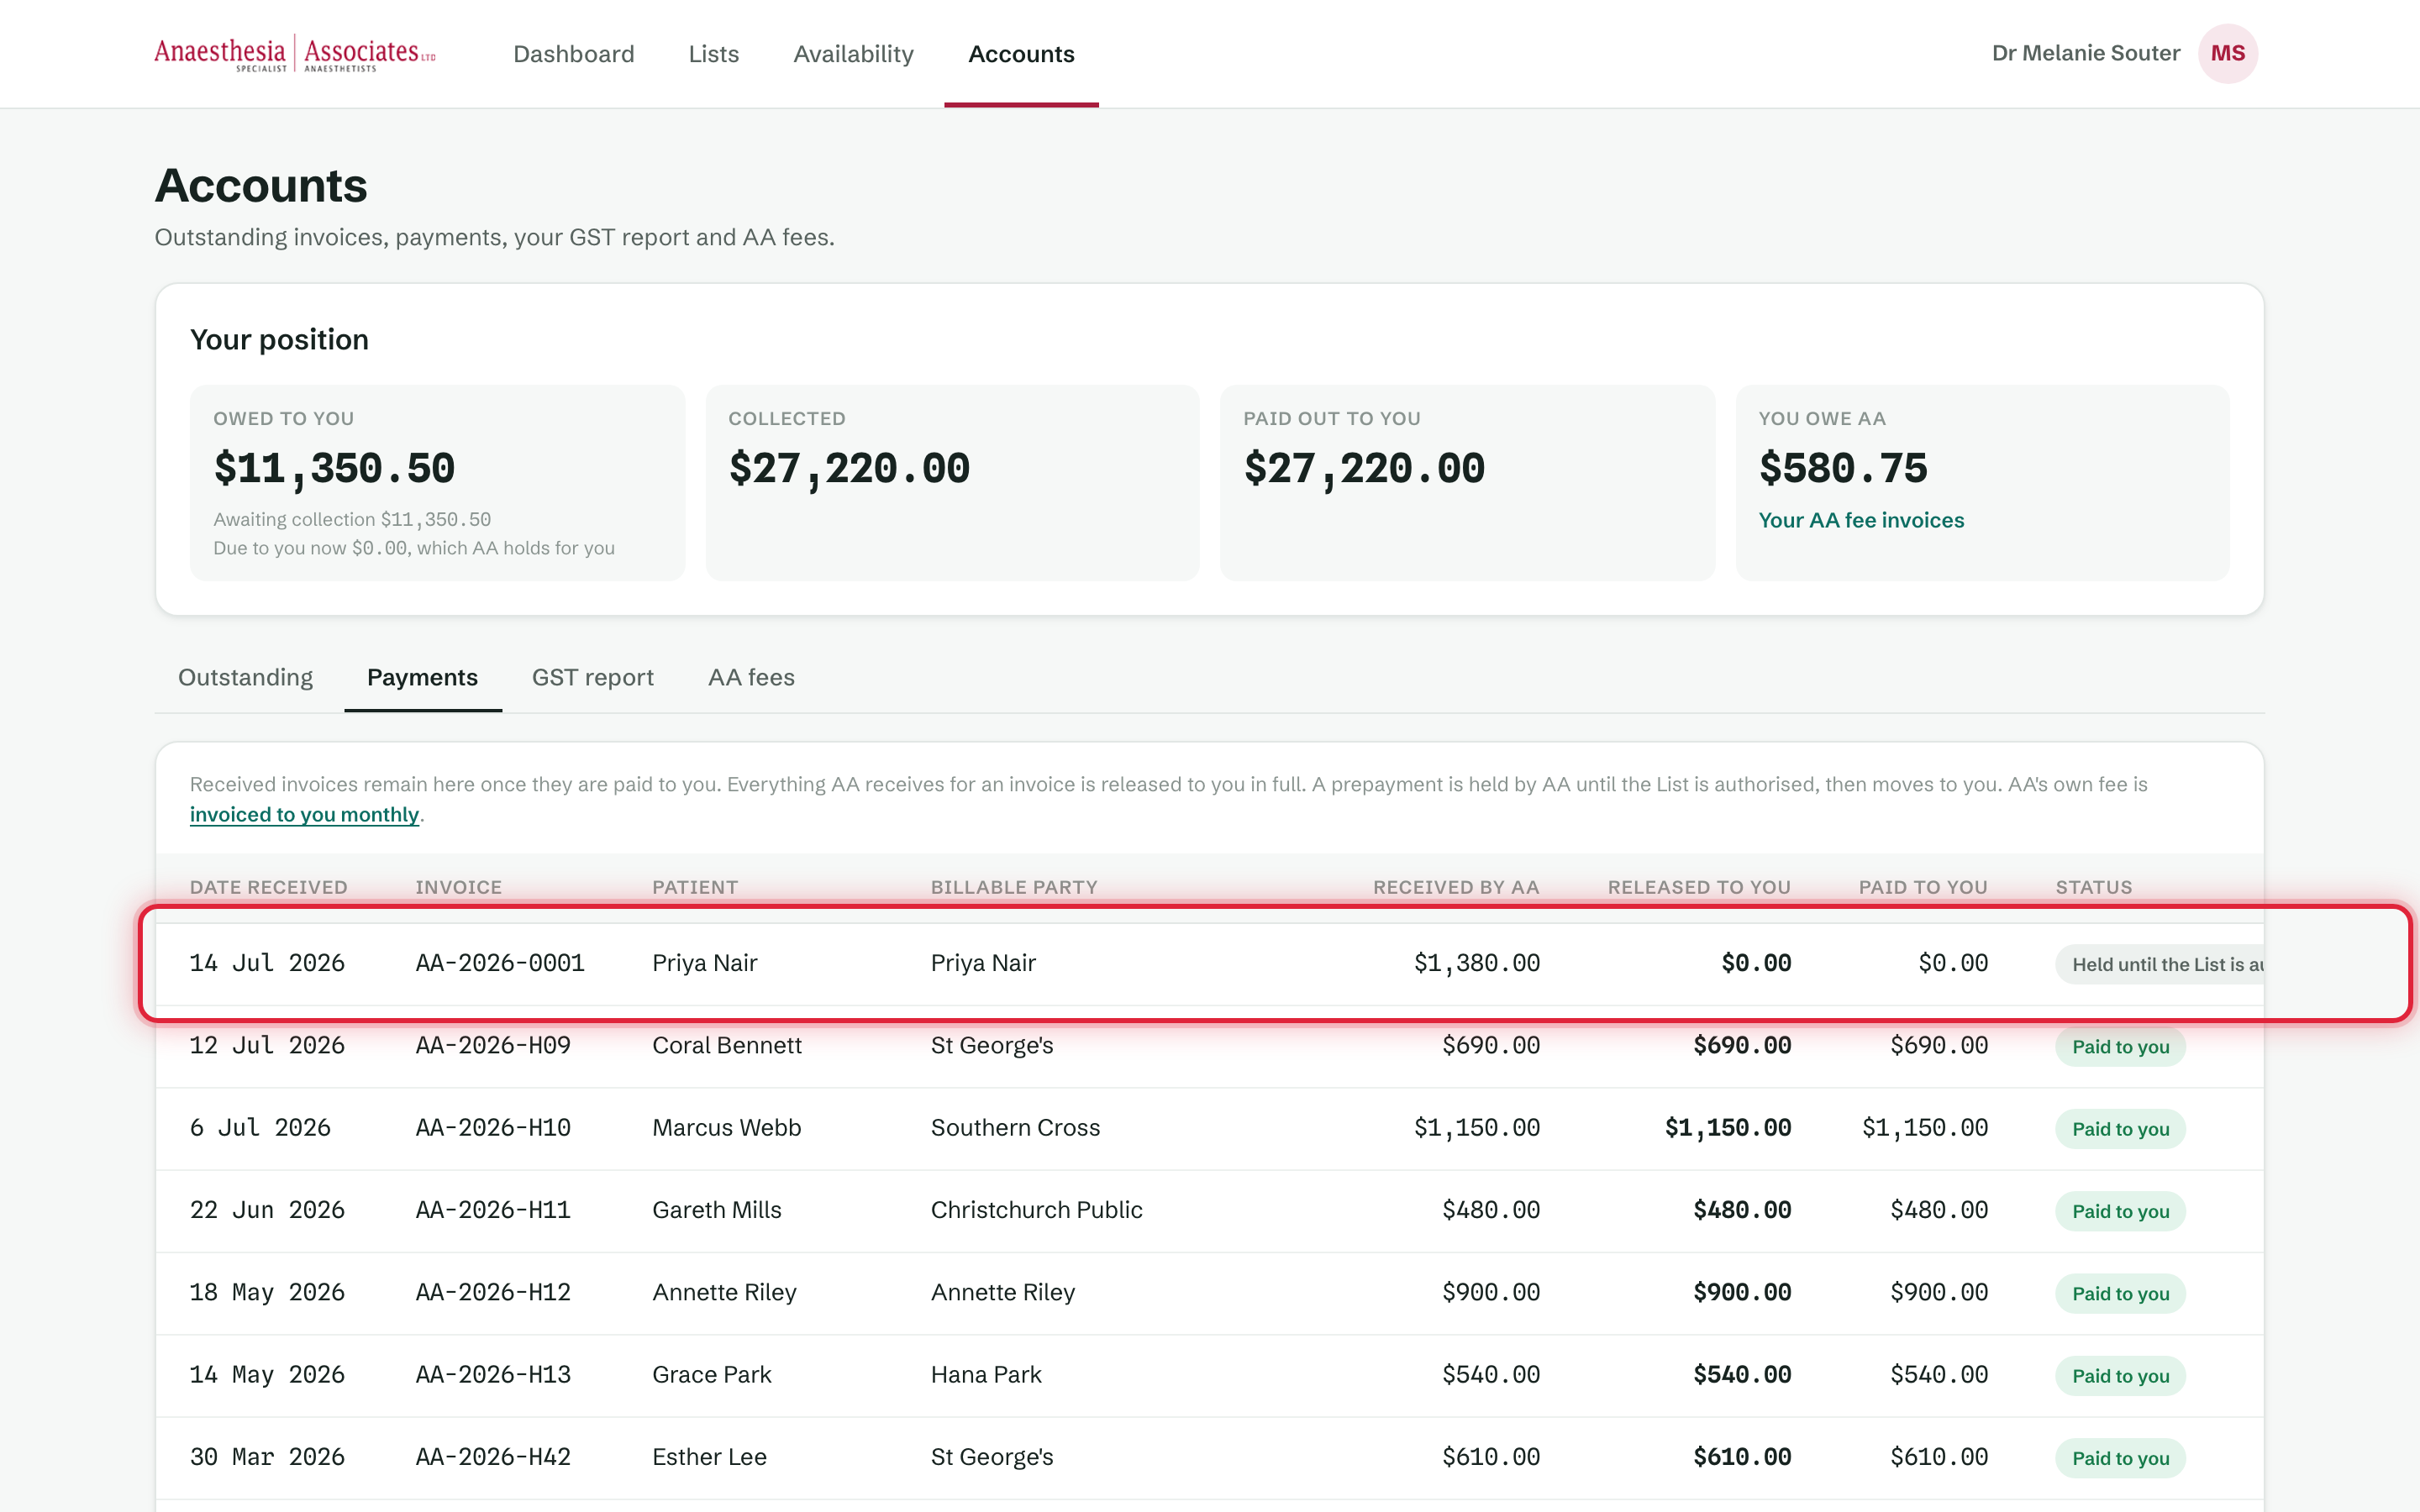 Anaesthesia | Associates LTD
SPECIALIST ANAESTHETISTS
Dashboard Lists Availability Accounts
Dr Melanie Souter MS
Accounts
Outstanding invoices, payments, your GST report and AA fees.
Your position
OWED TO YOU
$11,350.50
Awaiting collection $11,350.50
Due to you now $0.00, which AA holds for you
COLLECTED
$27,220.00
PAID OUT TO YOU
$27,220.00
YOU OWE AA
$580.75
Your AA fee invoices
Outstanding Payments GST report AA fees
Received invoices remain here once they are paid to you. Everything AA receives for an invoice is released to you in full. A prepayment is held by AA until the List is authorised, then moves to you. AA's own fee is
invoiced to you monthly.
DATE RECEIVED INVOICE PATIENT BILLABLE PARTY RECEIVED BY AA RELEASED TO YOU PAID TO YOU STATUS
14 Jul 2026 AA-2026-0001 Priya Nair Priya Nair $1,380.00 $0.00 $0.00 Held until the List is
12 Jul 2026 AA-2026-H09 Coral Bennett St George's $690.00 $690.00 $690.00 Paid to you
6 Jul 2026 AA-2026-H10 Marcus Webb Southern Cross $1,150.00 $1,150.00 $1,150.00 Paid to you
22 Jun 2026 AA-2026-H11 Gareth Mills Christchurch Public $480.00 $480.00 $480.00 Paid to you
18 May 2026 AA-2026-H12 Annette Riley Annette Riley $900.00 $900.00 $900.00 Paid to you
14 May 2026 AA-2026-H13 Grace Park Hana Park $540.00 $540.00 $540.00 Paid to you
30 Mar 2026 AA-2026-H42 Esther Lee St George's $610.00 $610.00 $610.00 Paid to you